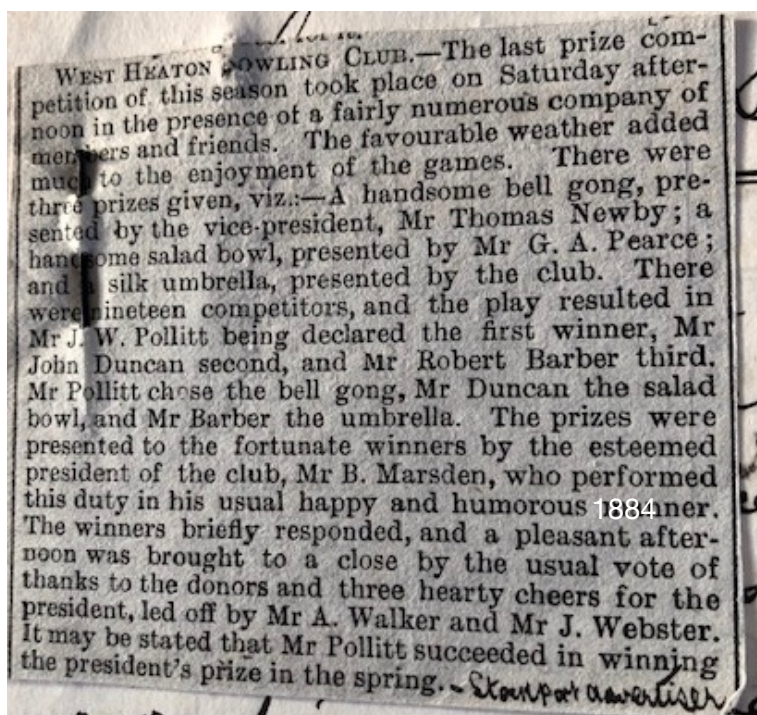 WEST HEATON BOWLING CLUB.—The last prize com-
petition of this season took place on Saturday after-
noon in the presence of a fairly numerous company of
members and friends. The favourable weather added
much to the enjoyment of the games. There were
three prizes given, viz.:—A handsome bell gong, pre-
sented by the vice-president, Mr Thomas Newby; a
handsome salad bowl, presented by Mr G. A. Pearce;
and a silk umbrella, presented by the club. There
were nineteen competitors, and the play resulted in
Mr J. W. Pollitt being declared the first winner, Mr
John Duncan second, and Mr Robert Barber third.
Mr Pollitt chose the bell gong, Mr Duncan the salad
bowl, and Mr Barber the umbrella. The prizes were
presented to the fortunate winners by the esteemed
president of the club, Mr B. Marsden, who performed
this duty in his usual happy and humorous 1884nner.
The winners briefly responded, and a pleasant after-
noon was brought to a close by the usual vote of
thanks to the donors and three hearty cheers for the
president, led off by Mr A. Walker and Mr J. Webster.
It may be stated that Mr Pollitt succeeded in winning
the president's prize in the spring. - Stockport Advertiser